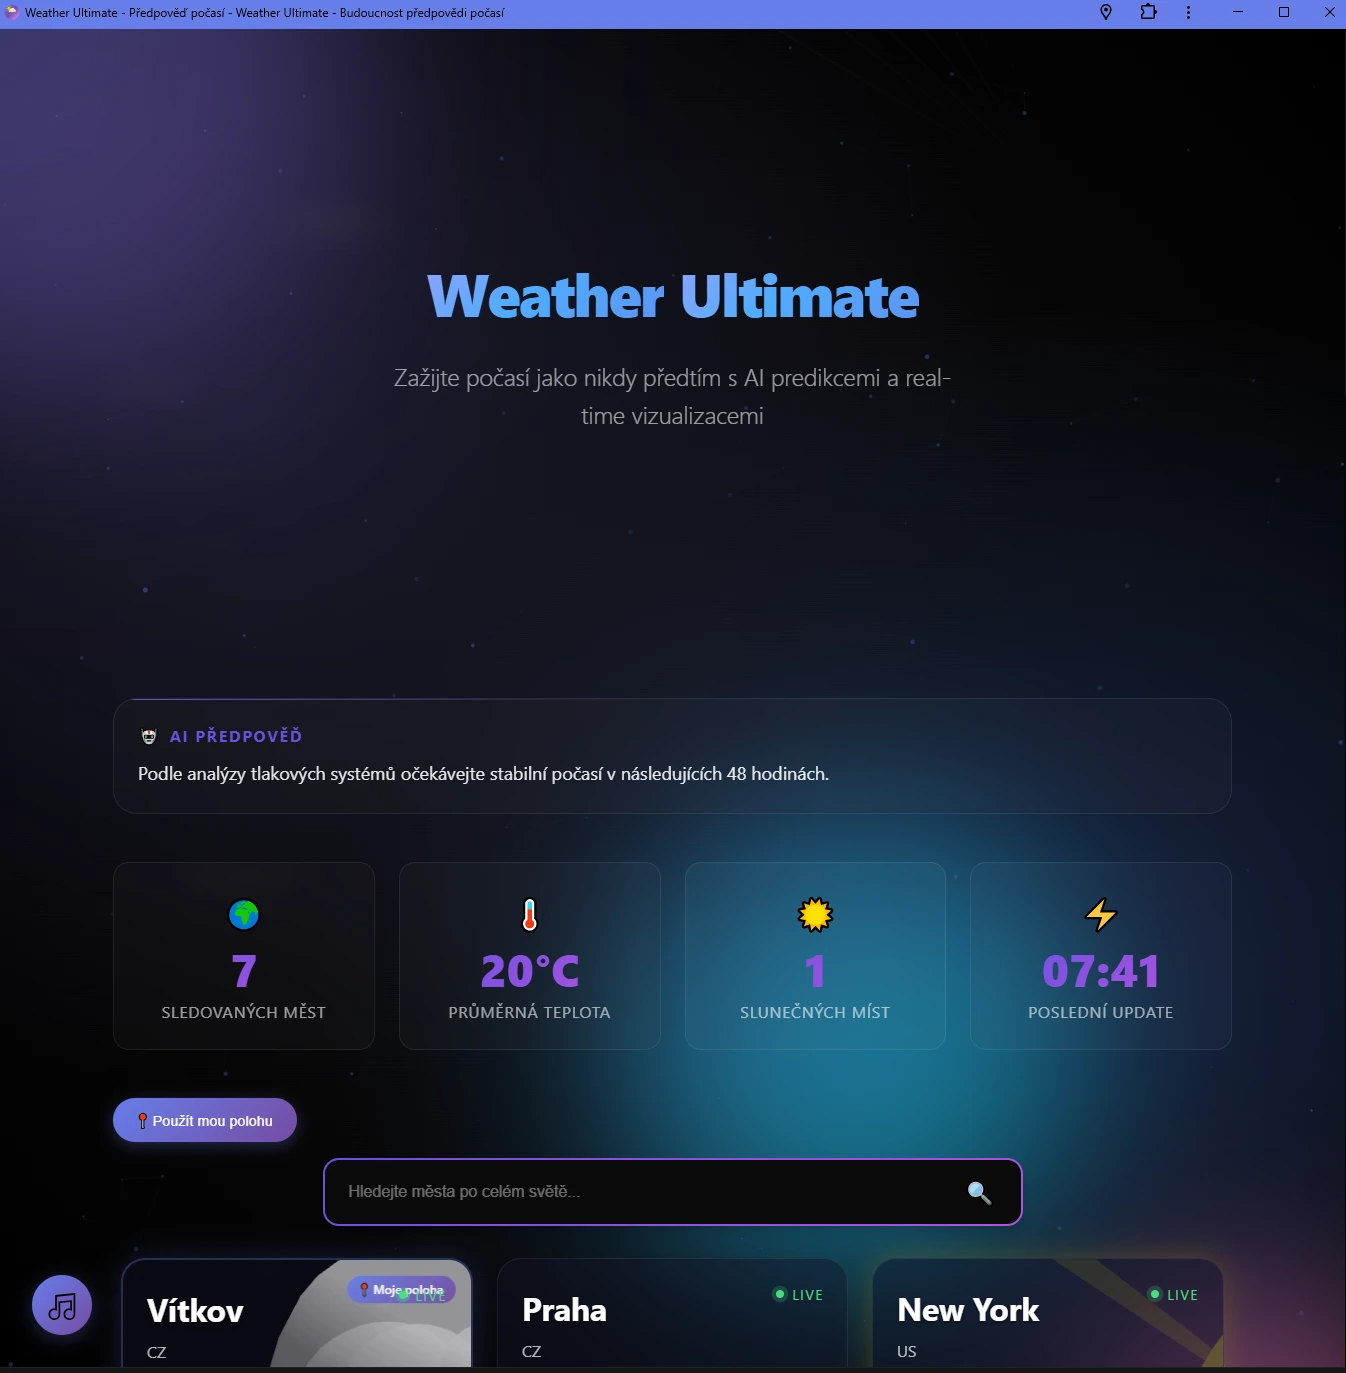 Weather Ultimate - Předpověď počasí - Weather Ultimate - Budoucnost předpovědi počasí
Weather Ultimate
Zažijte počasí jako nikdy předtím s AI predikcemi a real-
time vizualizacemi
AI PŘEDPOVĚĎ
Podle analýzy tlakových systémů očekávejte stabilní počasí v následujících 48 hodinách.
7
SLEDOVANÝCH MĚST
20°C
PRŮMĚRNÁ TEPLOTA
1
SLUNEČNÝCH MÍST
07:41
POSLEDNÍ UPDATE
Použít mou polohu
Hledejte města po celém světě...
Moje poloha
LIVE
Vítkov
CZ
LIVE
Praha
CZ
LIVE
New York
US